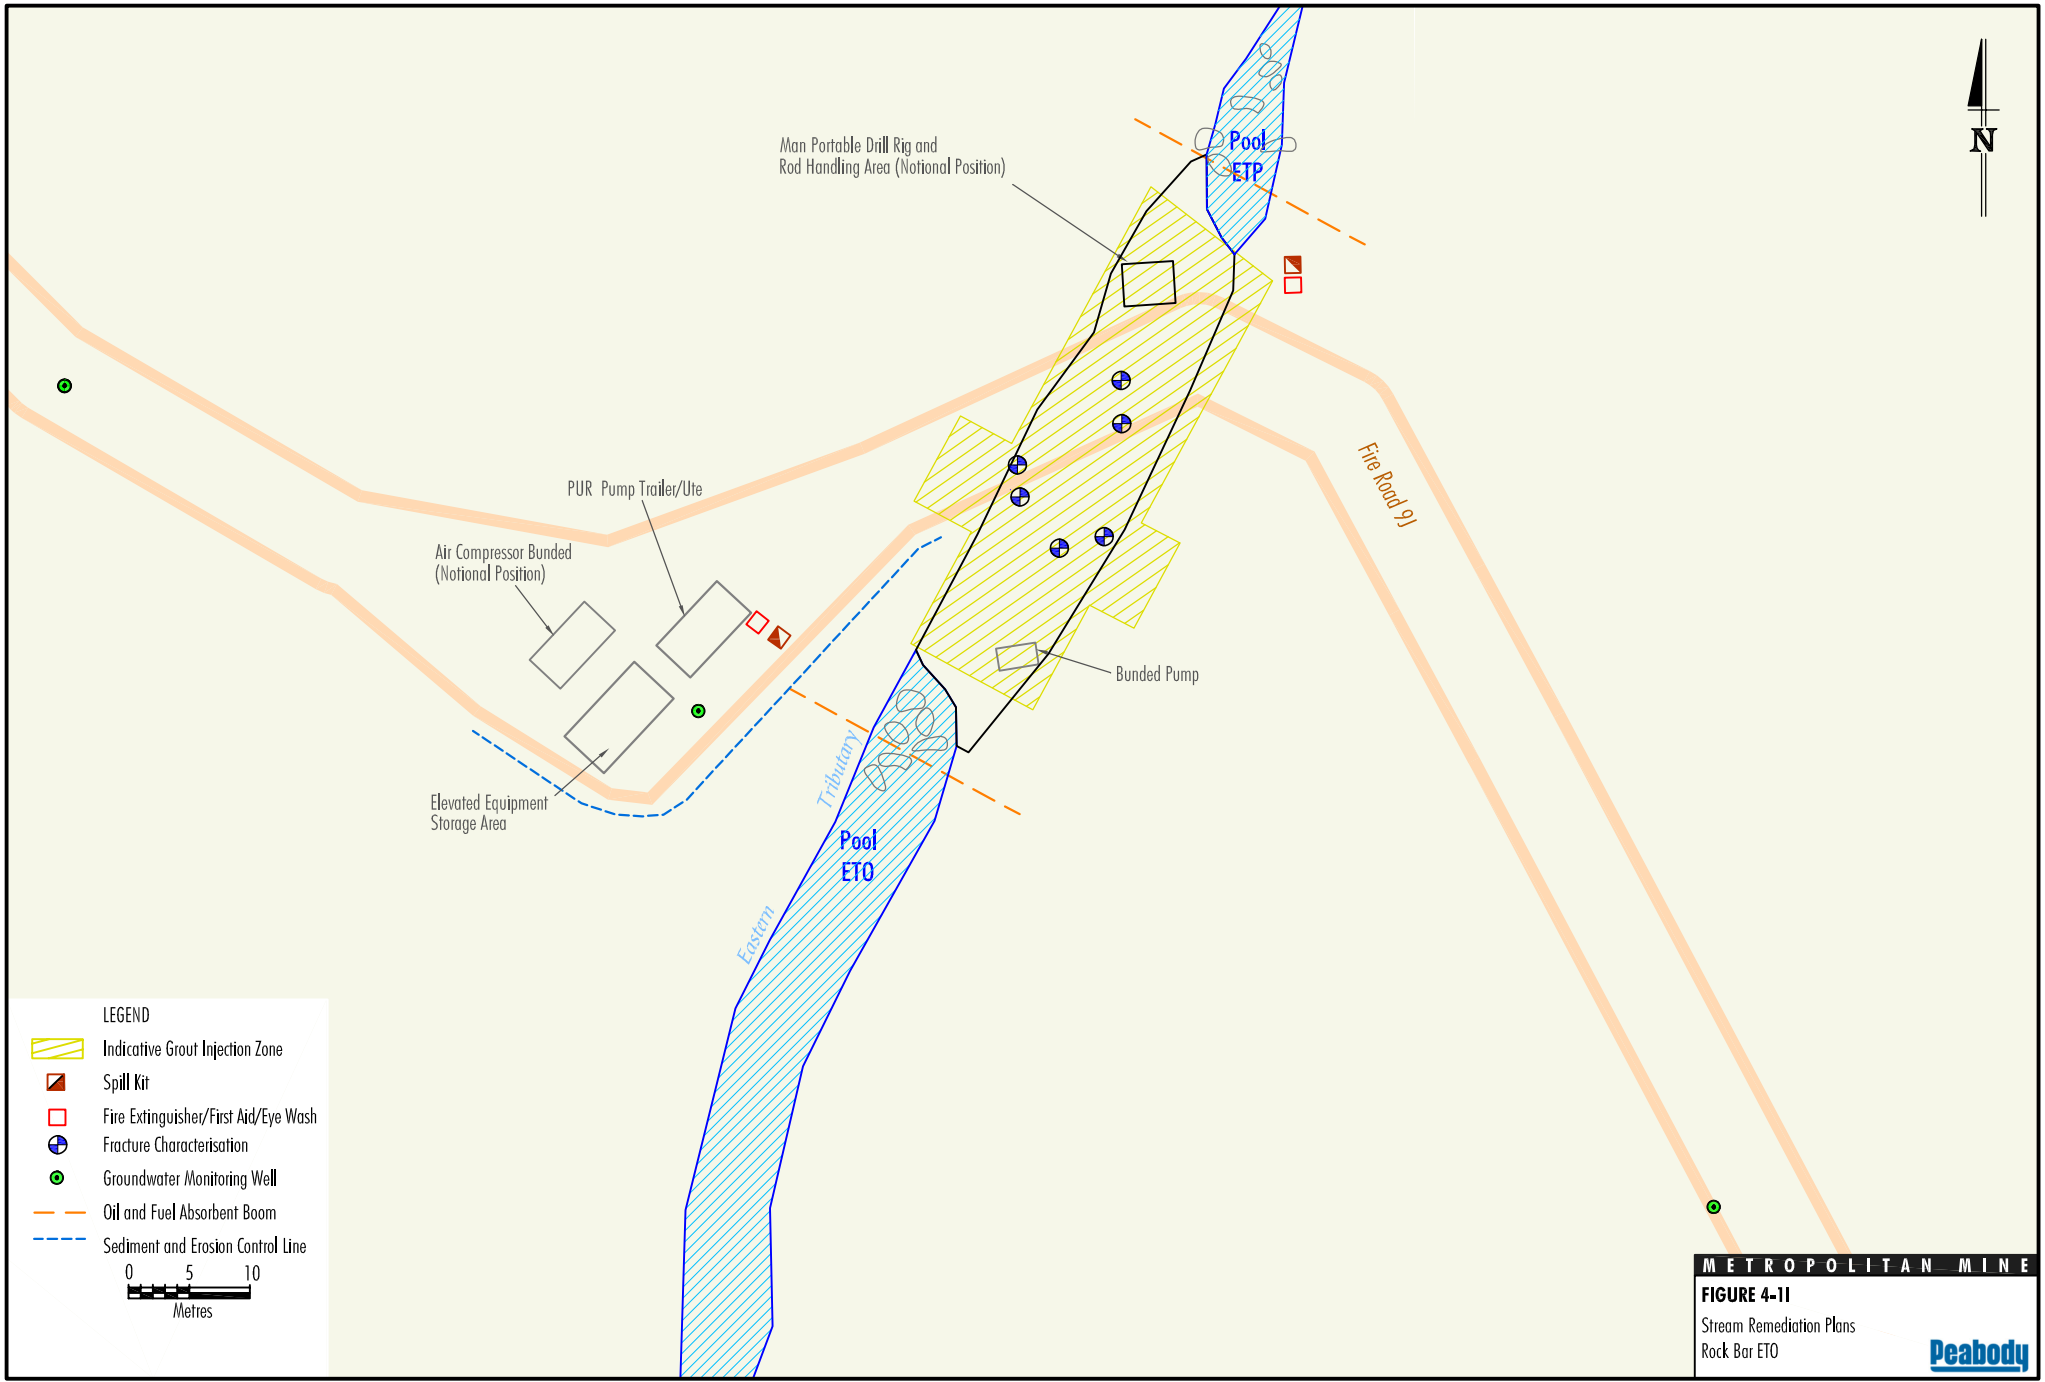 Man Portable Drill Rig and
Rod Handling Area (Notional Position)
Pool
ETP
N
PUR Pump Trailer/Ute
Air Compressor Bunded
(Notional Position)
Fire Road 9J
Bunded Pump
Elevated Equipment
Storage Area
Tributary
Eastern
Pool
ETO
LEGEND
Indicative Grout Injection Zone
Spill Kit
Fire Extinguisher/First Aid/Eye Wash
Fracture Characterisation
Groundwater Monitoring Well
Oil and Fuel Absorbent Boom
Sediment and Erosion Control Line
0 5 10
Metres
METROPOLITAN MINE
FIGURE 4-1I
Stream Remediation Plans
Rock Bar ETO
Peabody